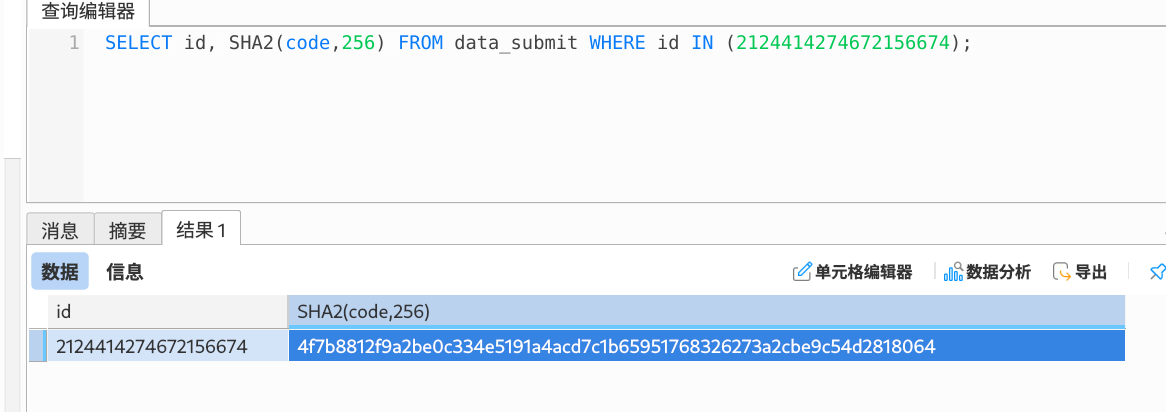 查询编辑器
1 SELECT id, SHA2(code,256) FROM data_submit WHERE id IN (2124414274672156674);
消息 摘要 结果 1
数据 信息 单元格编辑器 数据分析 导出
id SHA2(code,256)
2124414274672156674 4f7b8812f9a2be0c334e5191a4acd7c1b65951768326273a2cbe9c54d2818064